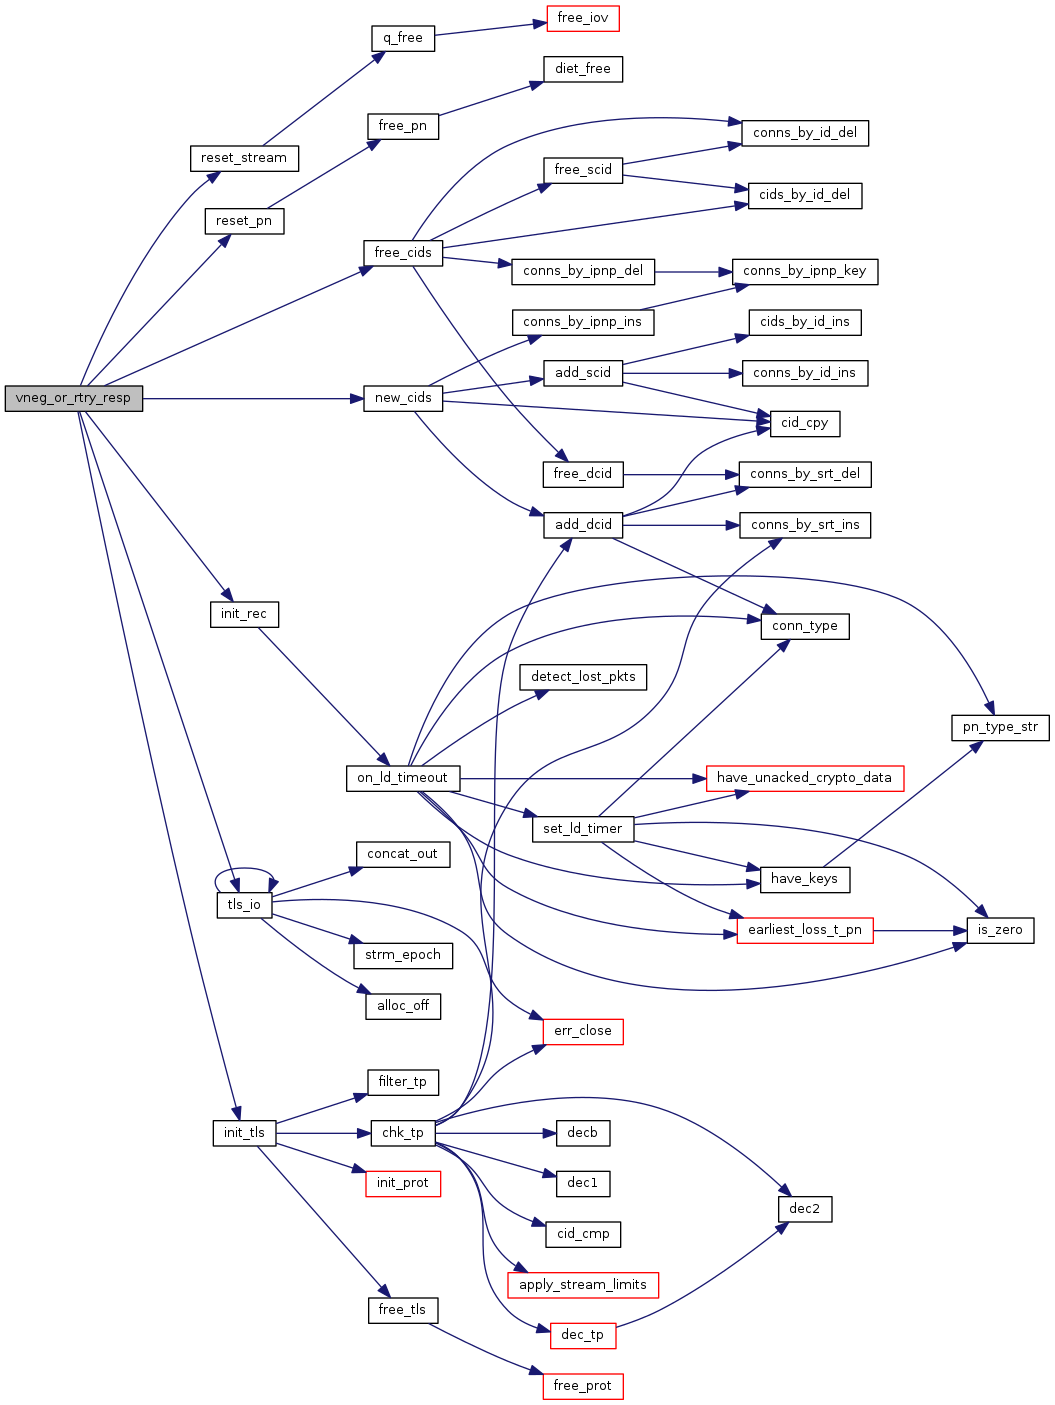 free_iov
q_free
diet_free
free_pn
conns_by_id_del
reset_stream
free_scid
cids_by_id_del
reset_pn
free_cids
conns_by_ipnp_del
conns_by_ipnp_key
conns_by_ipnp_ins
cids_by_id_ins
add_scid
conns_by_id_ins
vneg_or_rtry_resp
new_cids
cid_cpy
free_dcid
conns_by_srt_del
add_dcid
conns_by_srt_ins
init_rec
conn_type
detect_lost_pkts
pn_type_str
on_ld_timeout
have_unacked_crypto_data
set_ld_timer
concat_out
have_keys
tls_io
earliest_loss_t_pn
is_zero
strm_epoch
alloc_off
err_close
filter_tp
init_tls
chk_tp
decb
init_prot
dec1
dec2
cid_cmp
apply_stream_limits
free_tls
dec_tp
free_prot